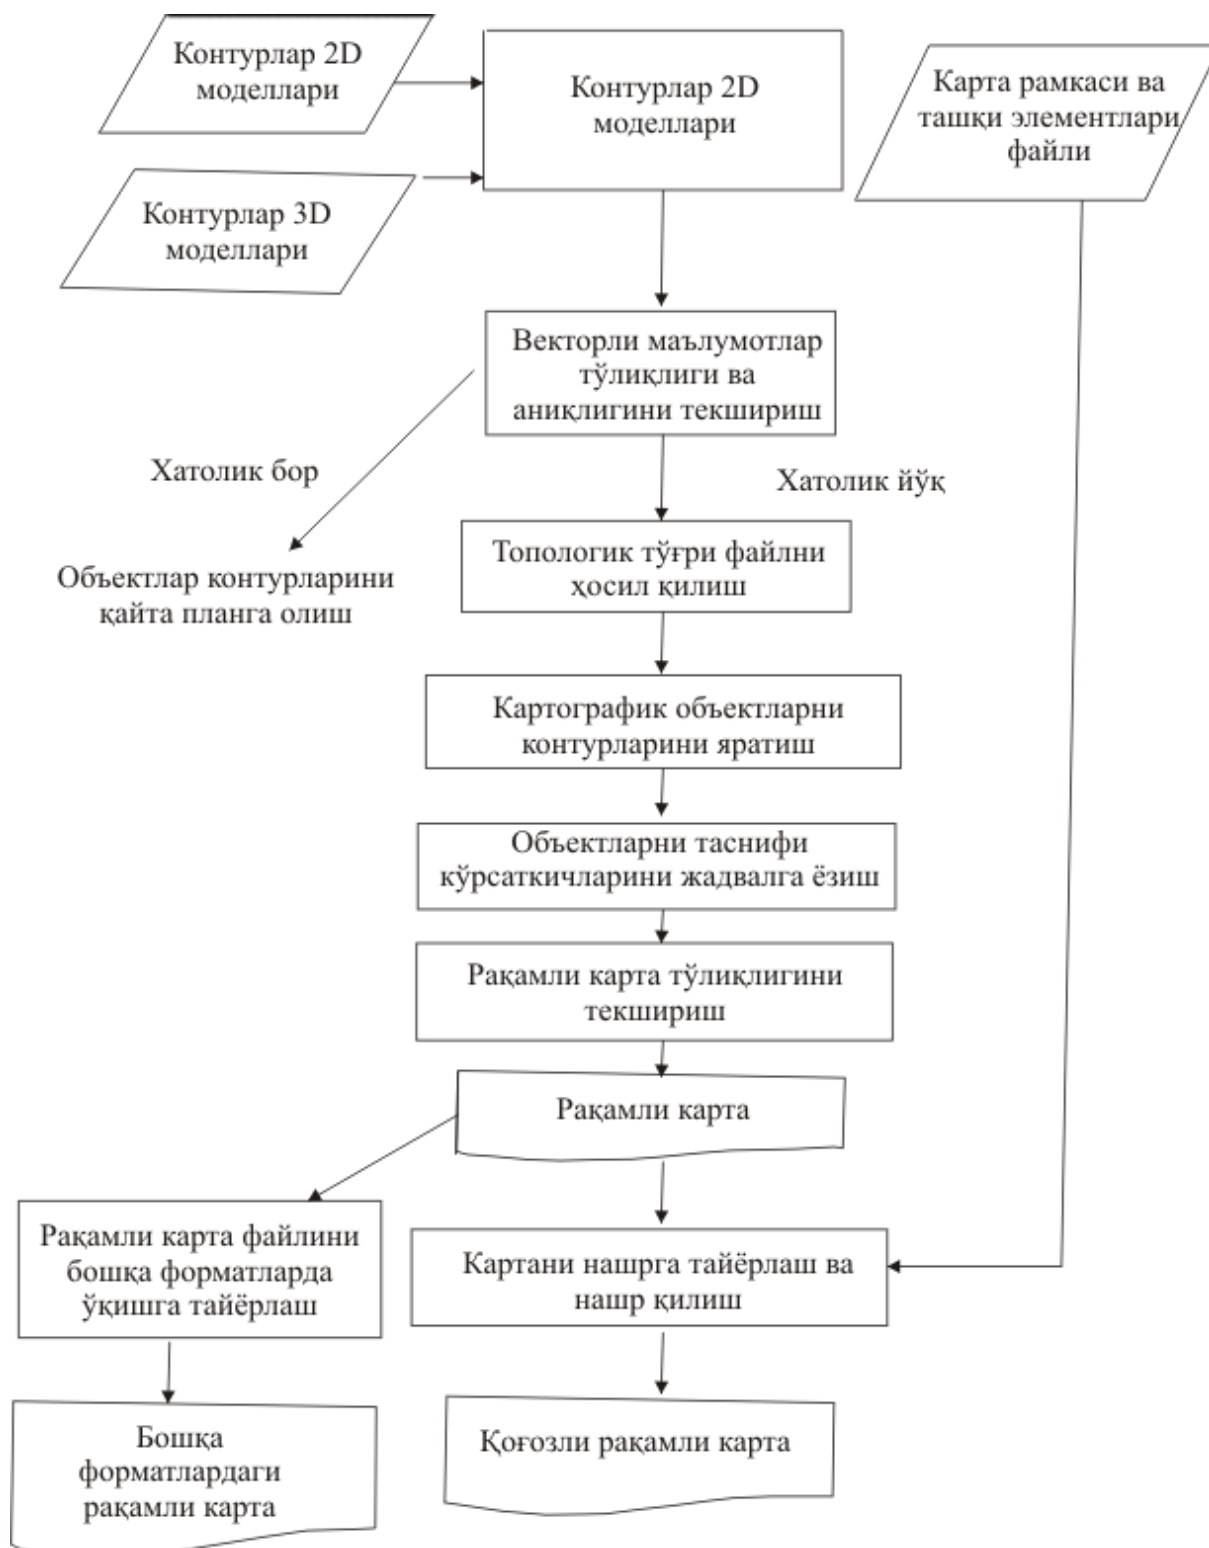 Контурлар 2D
моделлари
Контурлар 2D
моделлари
Карта рамкаси ва
ташқи элементлари
файли
Контурлар 3D
моделлари
Векторли маълумотлар
тўлиқлиги ва
аниқлигини текшириш
Хатолик бор
Хатолик йўқ
Топологик тўғри файлни
ҳосил қилиш
Объектлар контурларини
қайта планга олиш
Картографик объектларни
контурларини яратиш
Объектларни таснифи
кўрсаткичларини жадвалга ёзиш
Рақамли карта тўлиқлигини
текшириш
Рақамли карта
Рақамли карта файлини
бошқа форматларда
ўқишга тайёрлаш
Картани нашрга тайёрлаш ва
нашр қилиш
Бошқа
форматлардаги
рақамли карта
Қоғозли рақамли карта